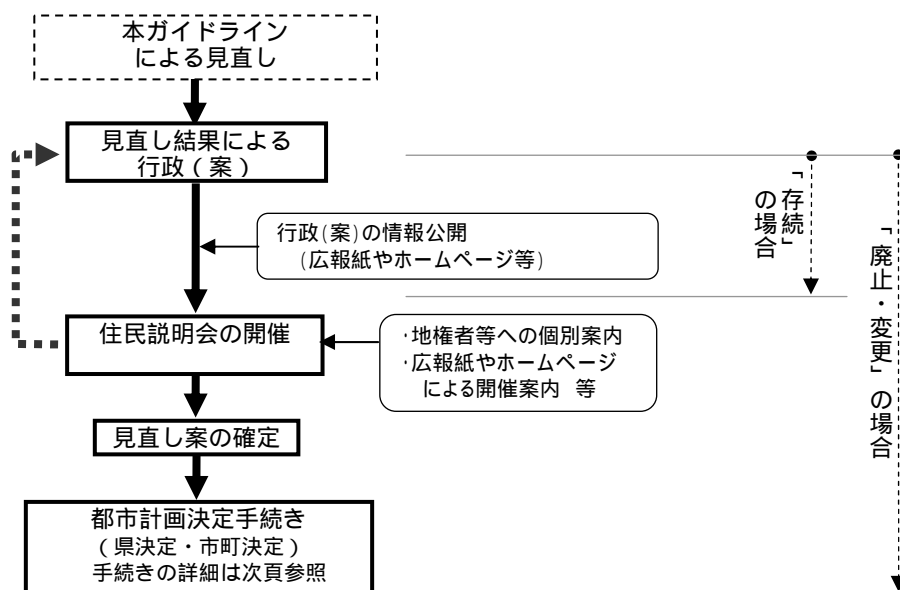 本ガイドライン
による見直し
見直し結果による
行政（案）
行政(案)の情報公開
(広報紙やホームページ等)
住民説明会の開催
・地権者等への個別案内
・広報紙やホームページ
による開催案内 等
見直し案の確定
都市計画決定手続き
（県決定・市町決定）
手続きの詳細は次頁参照
「存続」
の場合
「廃止・変更」の場合